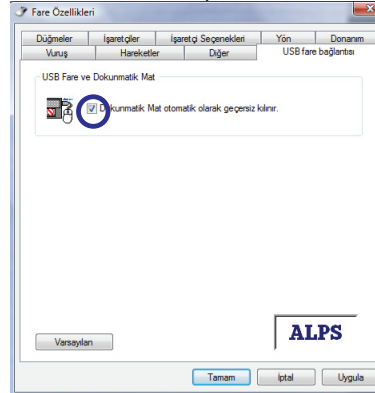 Fare Özellikleri
Düğmeler İşaretçiler İşaretçi Seçenekleri Yön Donanım
Vuruş Hareketler Diğer USB fare bağlantısı
USB Fare ve Dokunmatik Mat
Dokunmatik Mat otomatik olarak geçersiz kılınır.
ALPS
Varsayılan
Tamam İptal Uygula